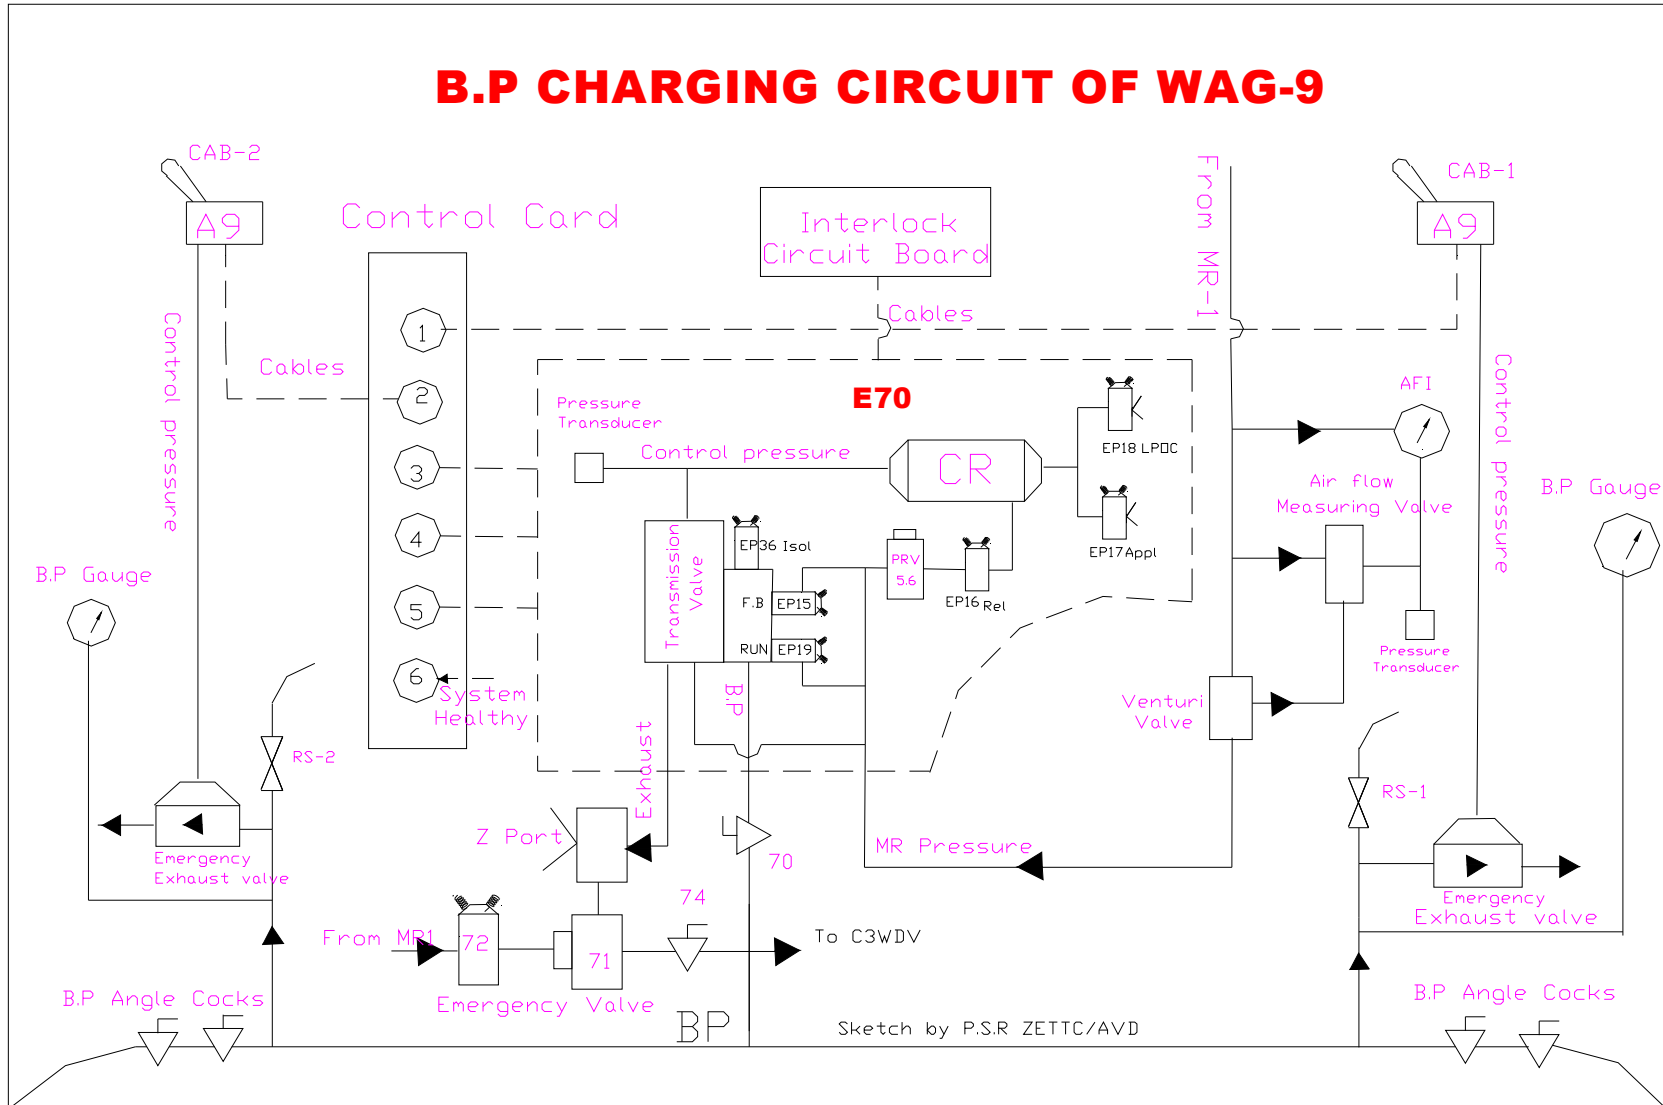 B.P CHARGING CIRCUIT OF WAG-9
CAB-2
A9
Control Card
Interlock
Circuit Board
From MR-1
CAB-1
A9
Control pressure
Cables
1
2
3
4
5
6
System
Healthy
Cables
E70
Pressure
Transducer
Control pressure
CR
EP18 LPOC
EP17Appl
Transmission
Valve
EP36 Isol
F.B
EP15
RUN
EP19
PRV
5.6
EP16 Rel
B.P
Exhaust
AFI
Air flow
Measuring Valve
Control pressure
B.P Gauge
Pressure
Transducer
Venturi
Valve
B.P Gauge
RS-2
RS-1
Emergency
Exhaust valve
Z Port
70
MR Pressure
74
Emergency
Exhaust valve
From MR1
72
71
To C3WDV
Emergency Valve
B.P Angle Cocks
BP
Sketch by P.S.R ZETTC/AVD
B.P Angle Cocks